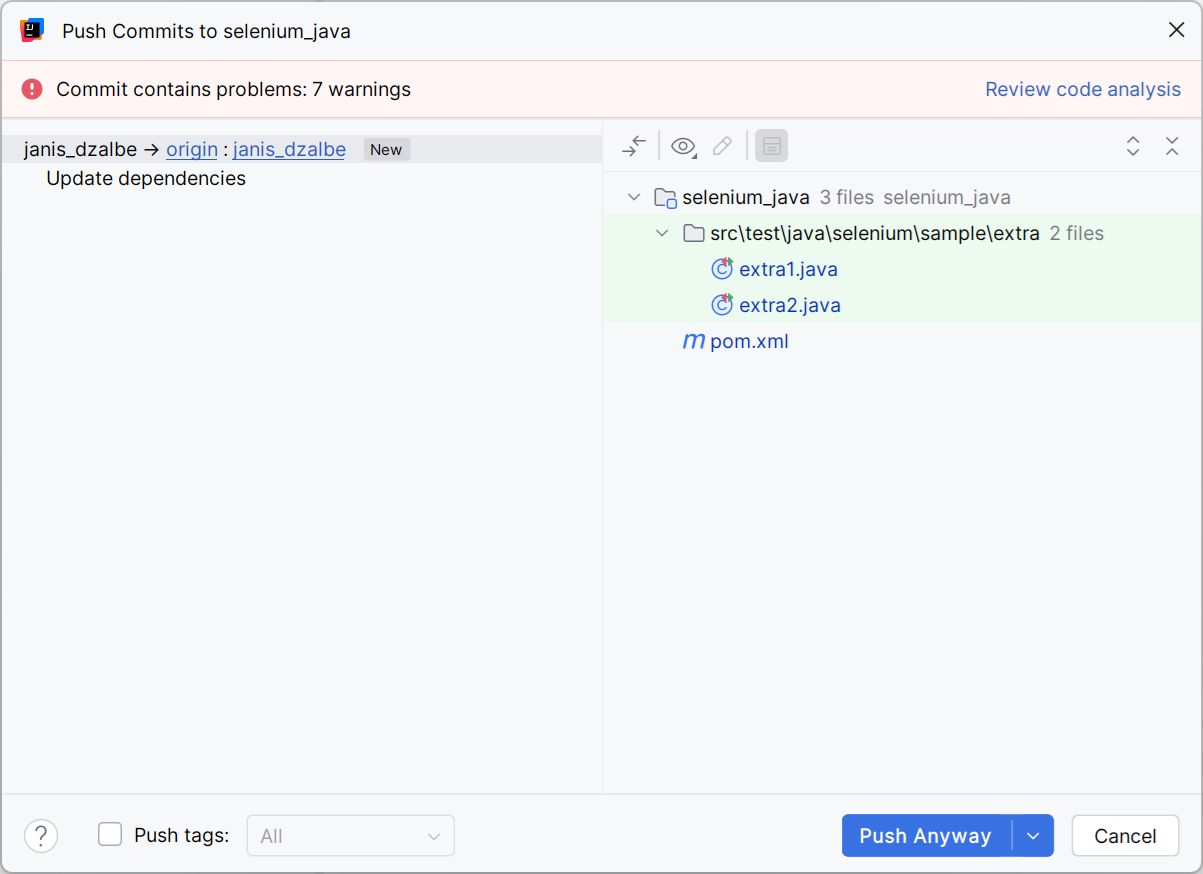 Push Commits to selenium_java
Commit contains problems: 7 warnings
Review code analysis
janis_dzalbe → origin : janis_dzalbe New
Update dependencies
selenium_java 3 files selenium_java
src\test\java\selenium\sample\extra 2 files
extra1.java
extra2.java
pom.xml
Push tags: All
Push Anyway
Cancel